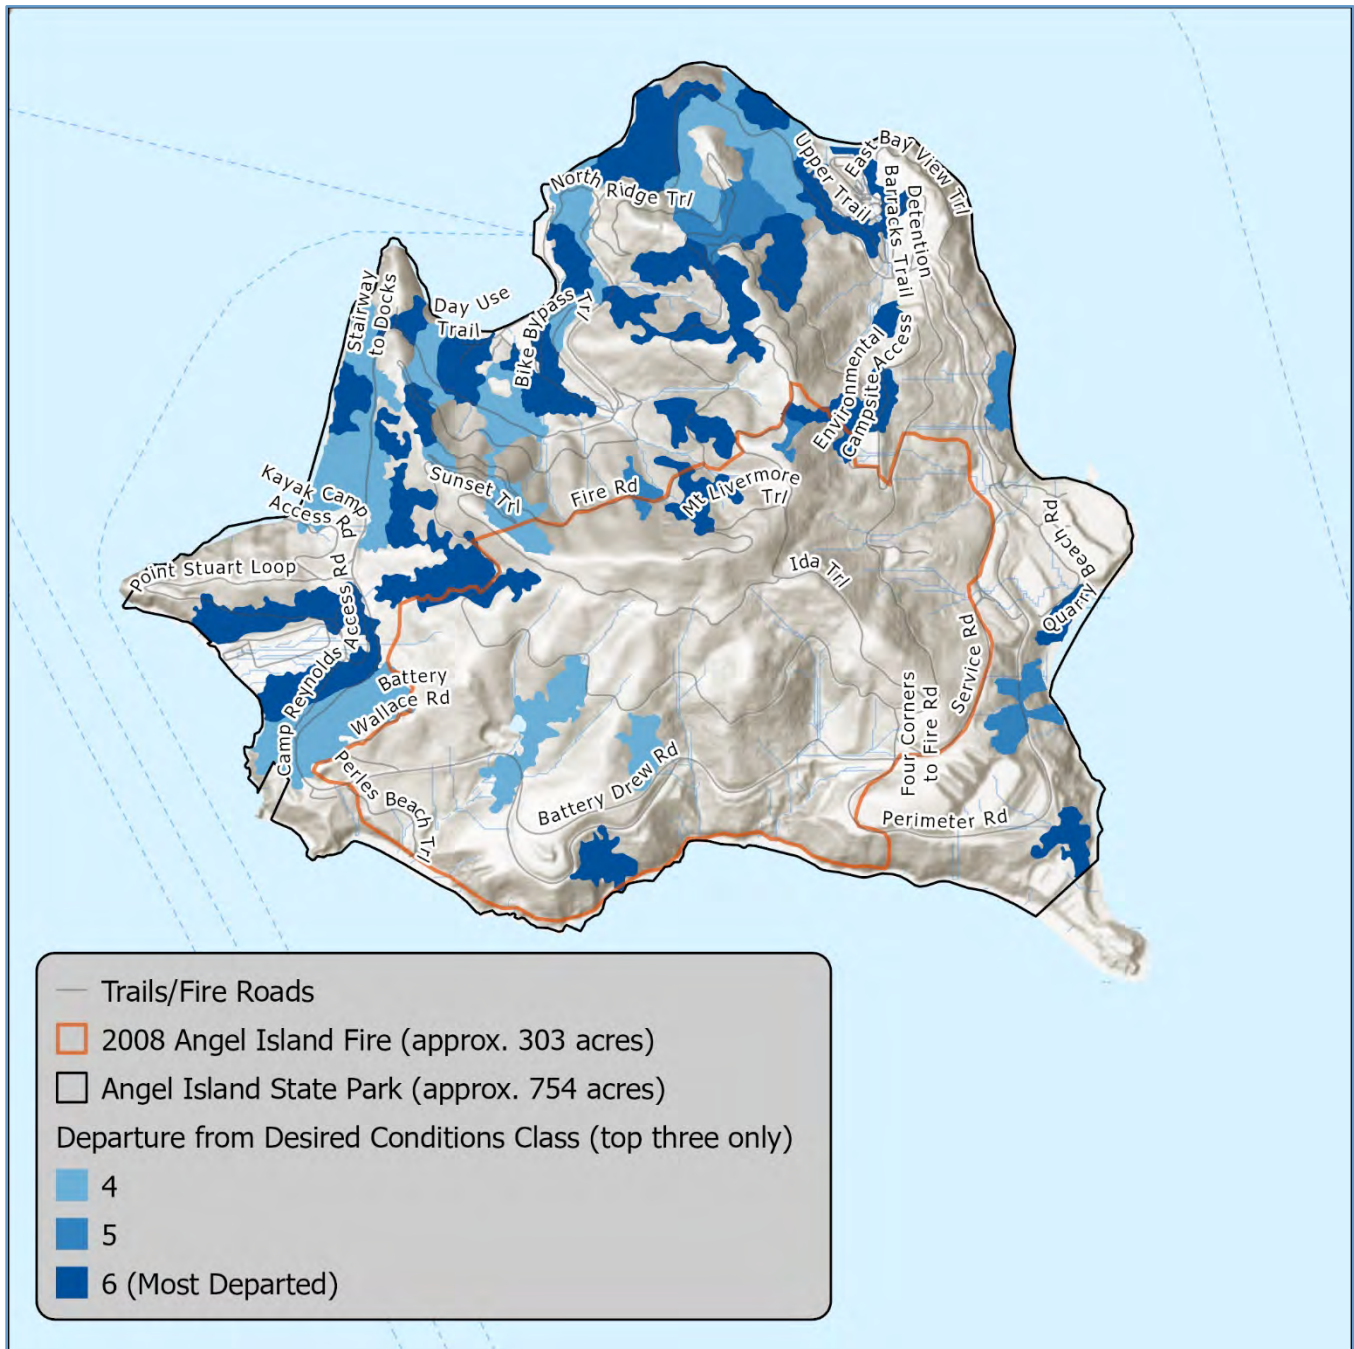 East Bay View Trl
Upper Trail
Barracks Trail
Detention
North
Ridge Trl
Stairway
to Docks
Day Use
Trail
Bike Bypass
Trl
Environmental
Campsite Access
Kayak Camp
Access Rd
Sunset Trl
Fire Rd
Mt Livermore
Trl
Point Stuart Loop
Ida Trl
Quarry Beach Rd
Camp Reynolds Access Rd
Battery
Wallace Rd
Service Rd
Four Corners
to Fire Rd
Perles Beach Trl
Battery Drew Rd
Perimeter Rd
Trails/Fire Roads
2008 Angel Island Fire (approx. 303 acres)
Angel Island State Park (approx. 754 acres)
Departure from Desired Conditions Class (top three only)
4
5
6 (Most Departed)